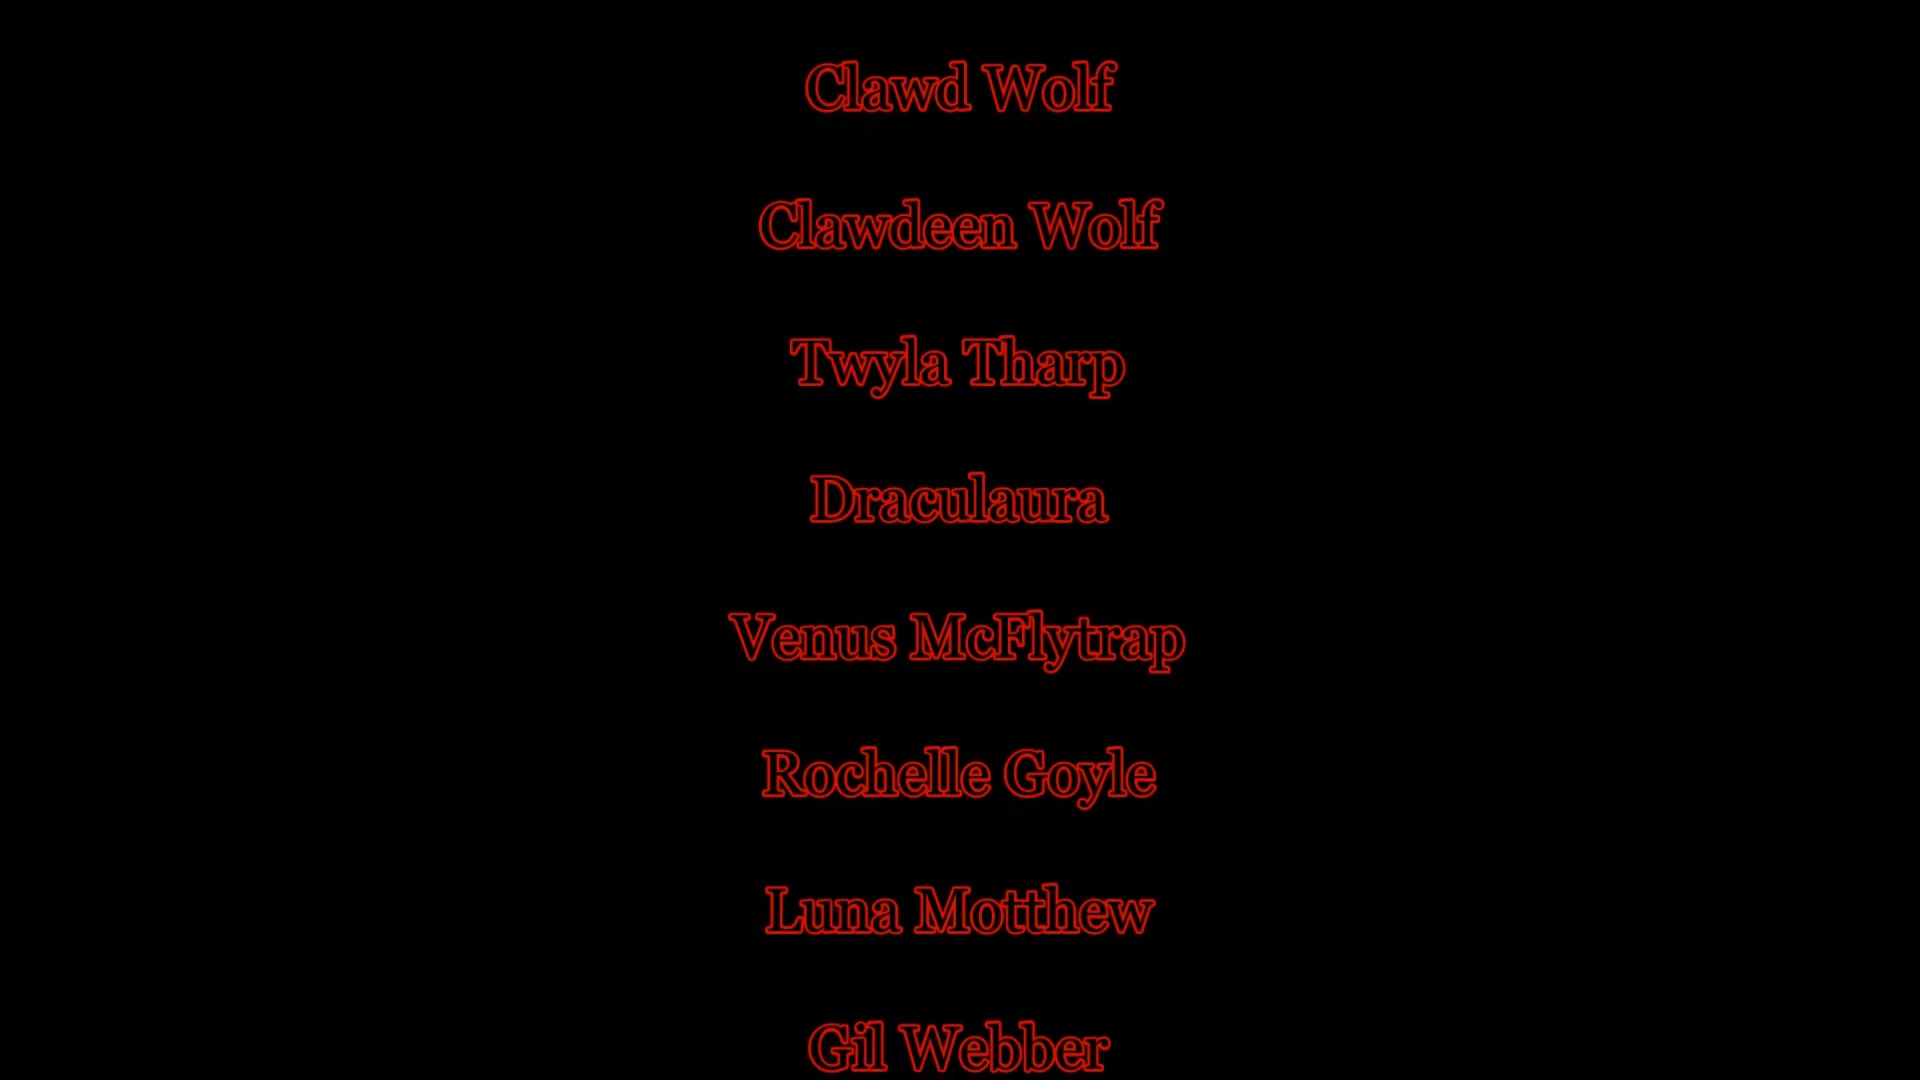 Clawd Wolf
Clawdeen Wolf
Twyla Tharp
Draculaura
Venus McFlytrap
Rochelle Goyle
Luna Motthew
Gil Webber